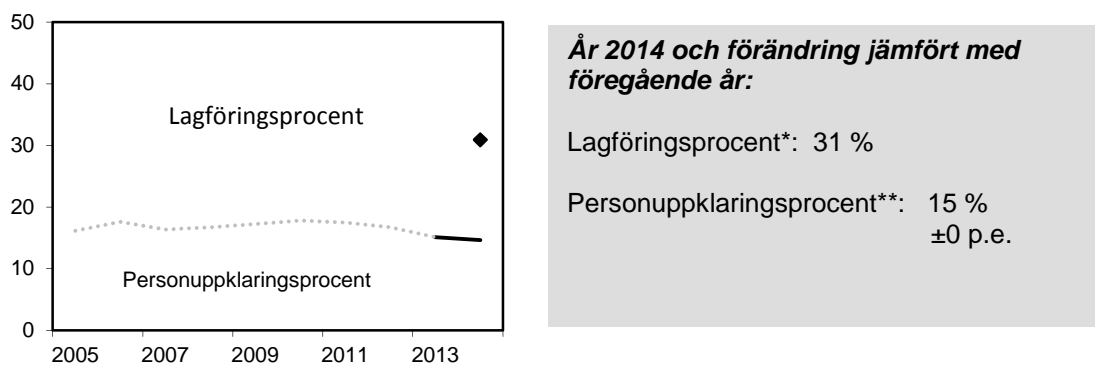 50
40
30
20
10
0
Lagföringsprocent
Personuppklaringsprocent
2005 2007 2009 2011 2013
År 2014 och förändring jämfört med
föregående år:
Lagföringsprocent*: 31 %
Personuppklaringsprocent**: 15 %
±0 p.e.